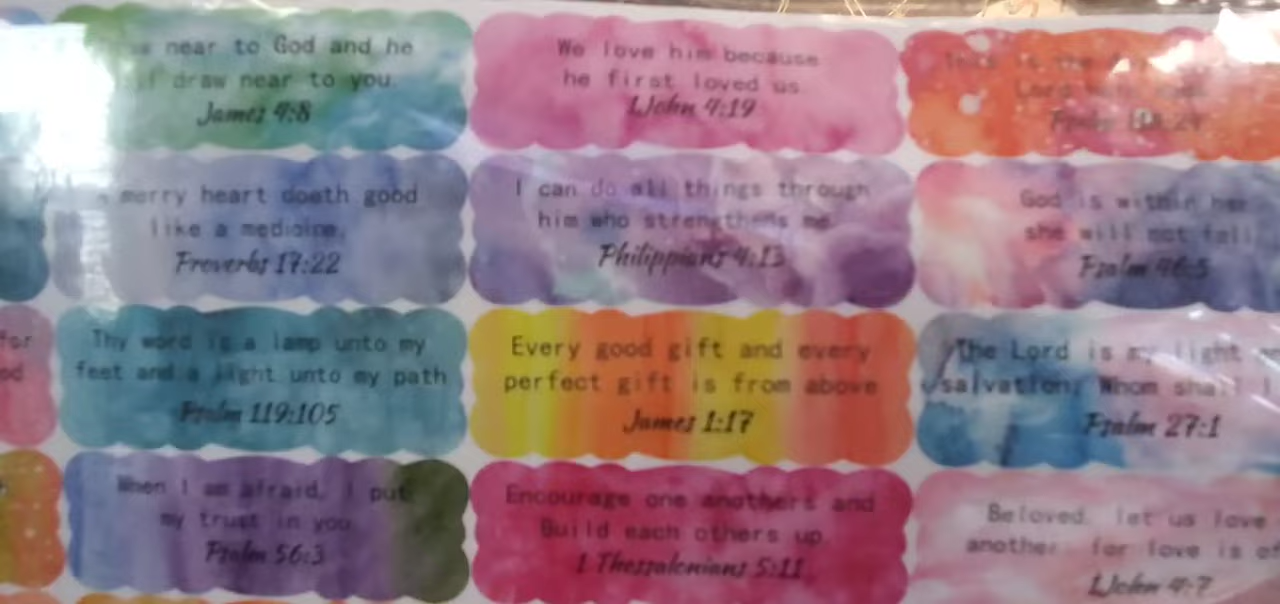 near to God and he
draw near to you.
James 4:8
We love him because
he first loved us.
1John 4:19
Lord
merry heart doeth good
like a medicine.
Proverbs 17:22
I can do all things through
him who strengthens me
Philippians 4:13
God is within her
she will not fall.
Psalm 46:5
for
Thy word is a lamp unto my
feet and a light unto my path
Psalm 119:105
Every good gift and every
perfect gift is from above
James 1:17
The Lord is my light
salvation; Whom shall I
Psalm 27:1
When I am afraid, I put
my trust in you
Psalm 56:3
Encourage one anothers and
Build each others up.
1 Thessalonians 5:11
Beloved, let us love
another for love is of
1John 4:7